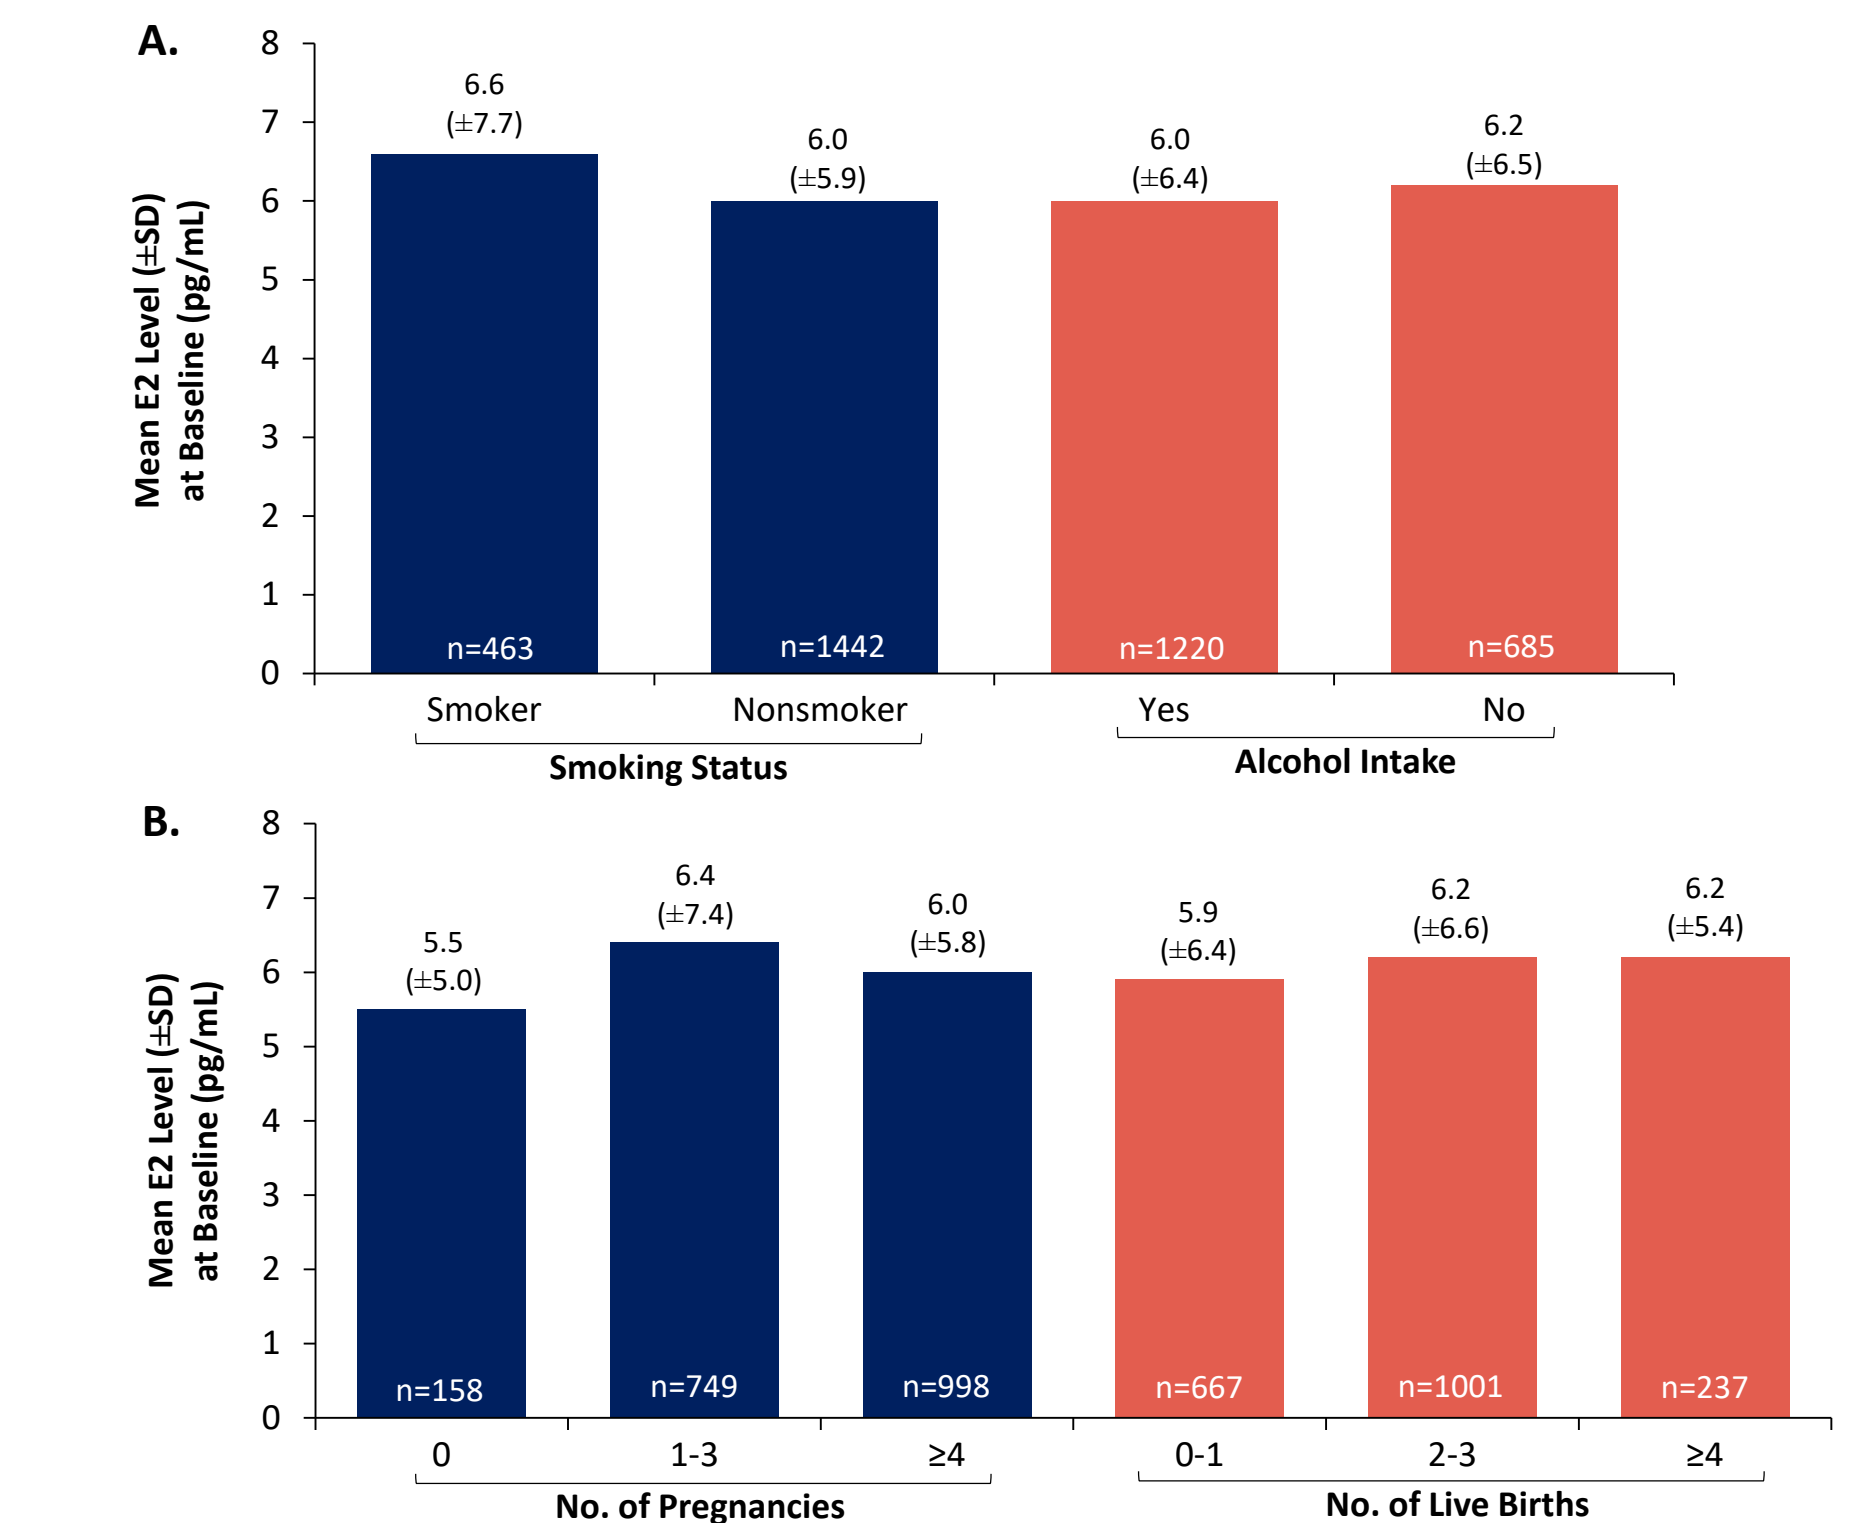 A.
Mean E2 Level (±SD)
at Baseline (pg/mL)
8
7
6
5
4
3
2
1
0
6.6
(±7.7)
6.0
(±5.9)
6.0
(±6.4)
6.2
(±6.5)
n=463
n=1442
n=1220
n=685
Smoker
Nonsmoker
Yes
No
Smoking Status
Alcohol Intake
B.
Mean E2 Level (±SD)
at Baseline (pg/mL)
8
7
6
5
4
3
2
1
0
5.5
(±5.0)
6.4
(±7.4)
6.0
(±5.8)
5.9
(±6.4)
6.2
(±6.6)
6.2
(±5.4)
n=158
n=749
n=998
n=667
n=1001
n=237
0
1-3
≥4
0-1
2-3
≥4
No. of Pregnancies
No. of Live Births